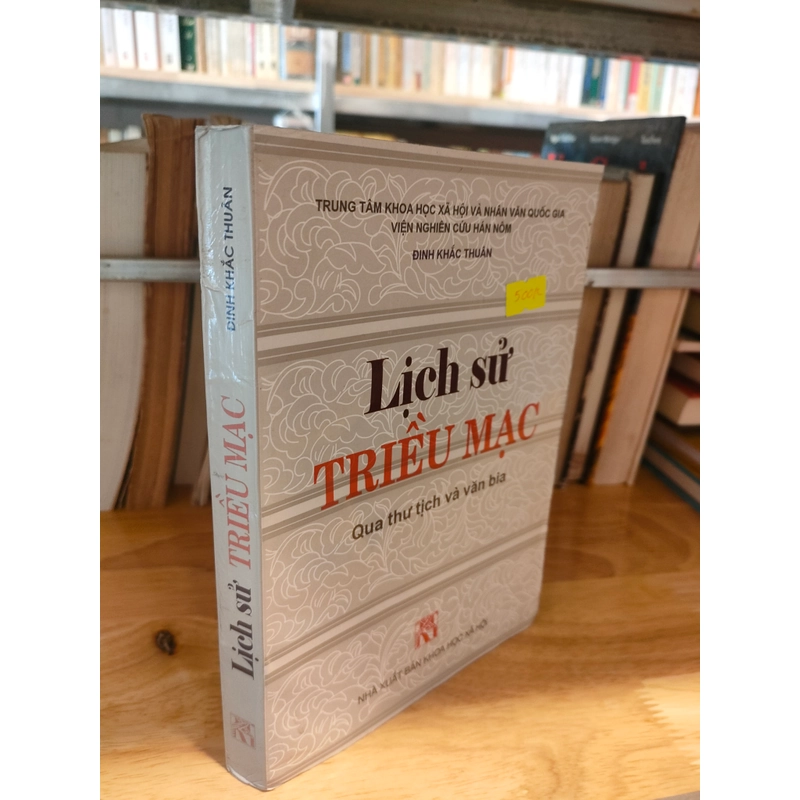 TRUNG TÂM KHOA HỌC XÃ HỘI VÀ NHÂN VĂN QUỐC GIA
VIỆN NGHIÊN CỨU HÁN NÔM
ĐINH KHẮC THUÂN
Lịch sử
TRIỀU MẠC
Qua thư tịch và văn bia
NHÀ XUẤT BẢN KHOA HỌC XÃ HỘI
ĐINH KHẮC THUÂN
Lịch sử TRIỀU MẠC